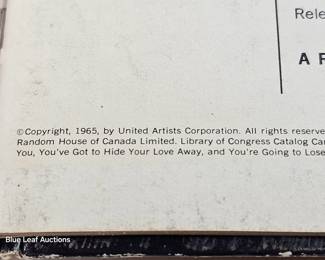 Rele
A F
©Copyright, 1965, by United Artists Corporation. All rights reserve
Random House of Canada Limited. Library of Congress Catalog Car
You, You've Got to Hide Your Love Away, and You're Going to Lose
Blue Leaf Auctions